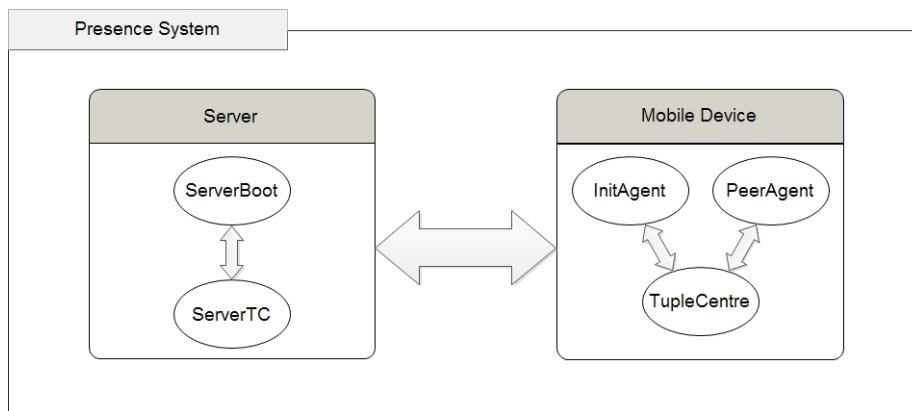 Presence System
Server
Mobile Device
ServerBoot
InitAgent
PeerAgent
ServerTC
TupleCentre